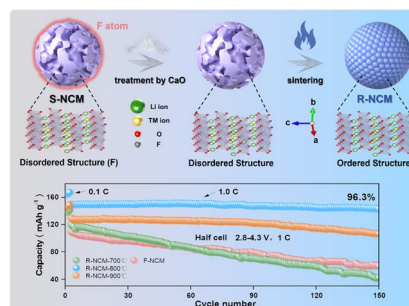 F atom
treatment by CaO
sintering
S-NCM
R-NCM
Li ion
TM ion
O
F
b
c
a
Disordered Structure (F)
Disordered Structure
Ordered Structure
0.1 C
1.0 C
96.3%
Half cell 2.8-4.3 V, 1 C
R-NCM-700℃
F-NCM
R-NCM-800℃
R-NCM-900℃
Capacity (mAh g⁻¹)
160
120
80
40
0
30
60
90
120
150
Cycle number